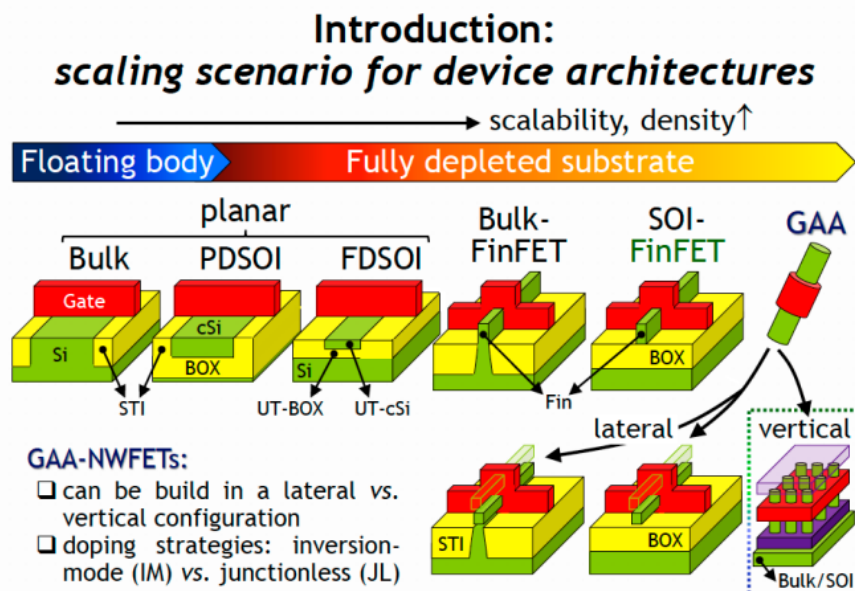 Introduction:
scaling scenario for device architectures
scalability, density↑
Floating body
Fully depleted substrate
planar
Bulk
PDSOI
FDSOI
Bulk-
FinFET
SOI-
FinFET
GAA
Gate
Si
cSi
BOX
Si
BOX
STI
UT-BOX
UT-cSi
Fin
lateral
vertical
GAA-NWFETs:
❑ can be build in a lateral vs.
vertical configuration
❑ doping strategies: inversion-
mode (IM) vs. junctionless (JL)
STI
BOX
Bulk/SOI